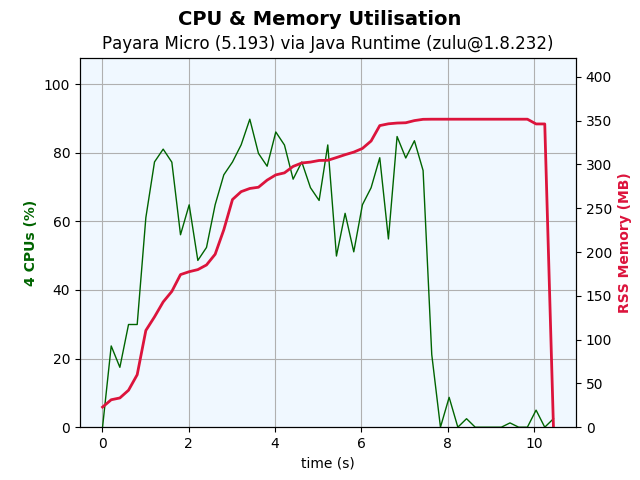 CPU & Memory Utilisation
Payara Micro (5.193) via Java Runtime (zulu@1.8.232)
4 CPUs (%)
100
80
60
40
20
0
400
350
300
250
200
150
100
50
0
RSS Memory (MB)
0 2 4 6 8 10
time (s)